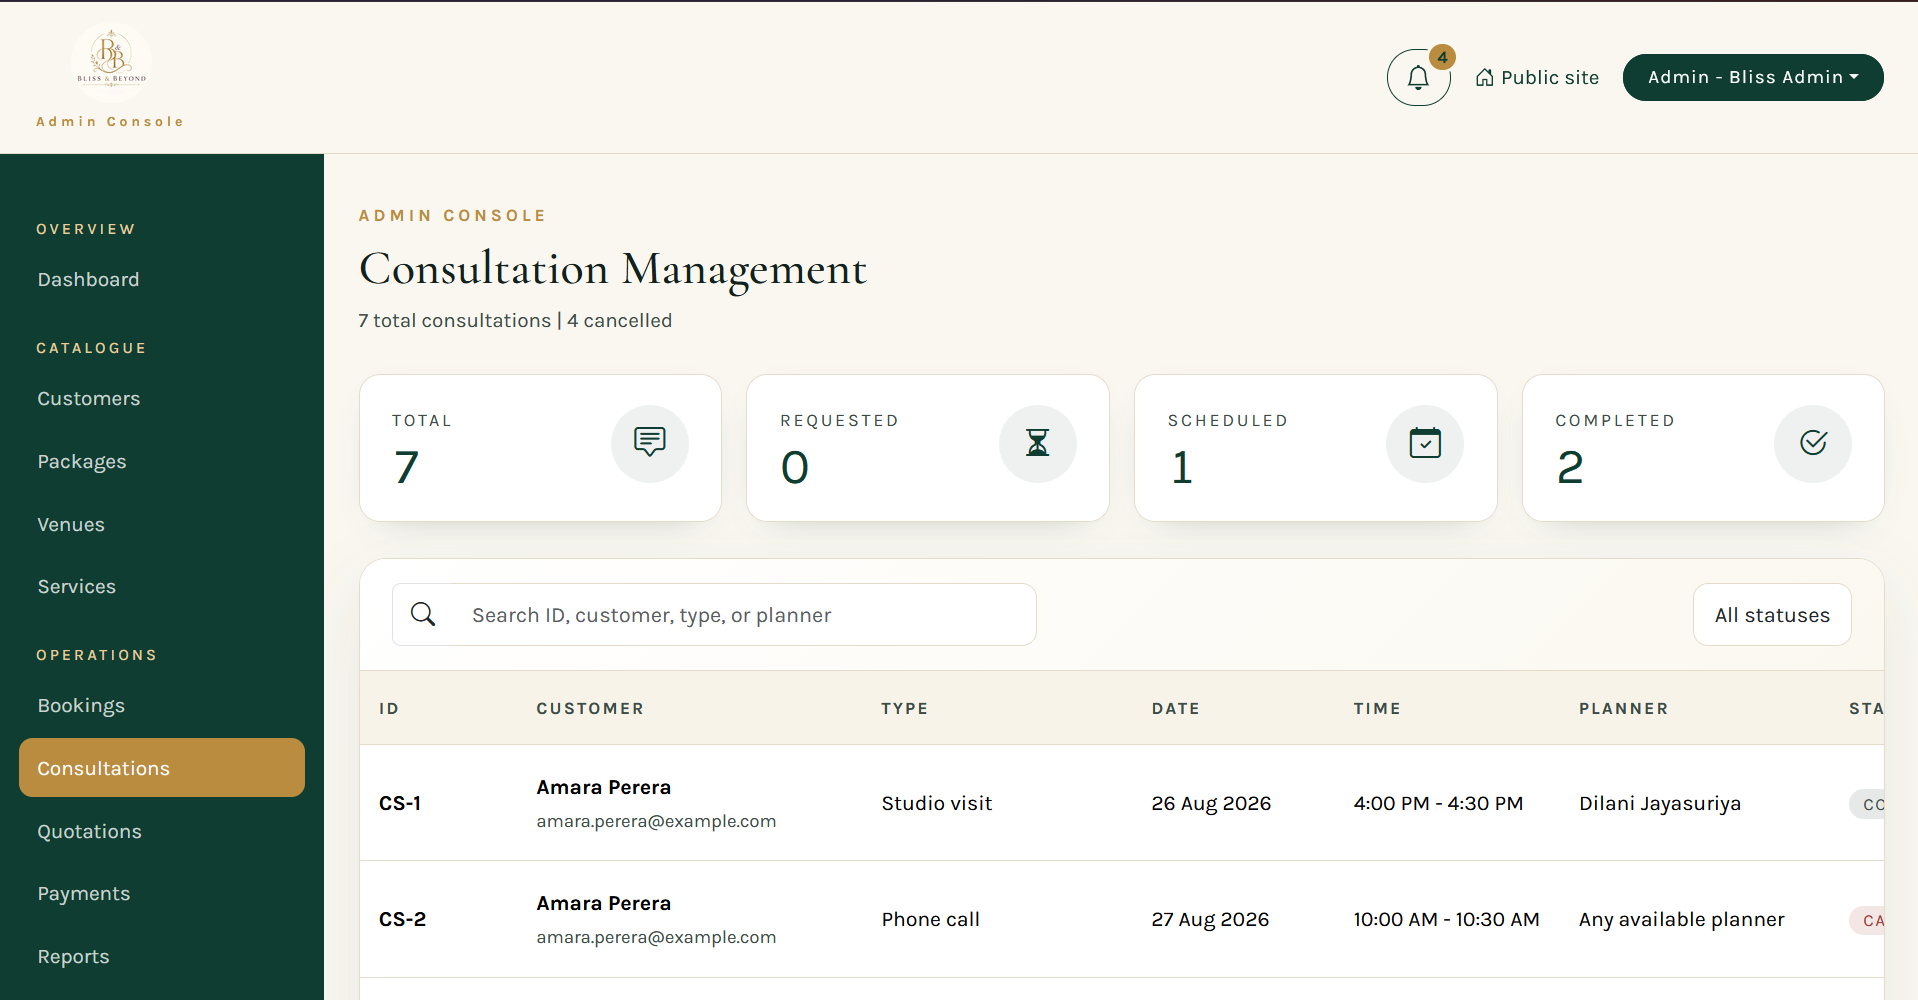 B&B
BLISS & BEYOND
Admin Console
4
Public site
Admin - Bliss Admin
OVERVIEW
Dashboard
CATALOGUE
Customers
Packages
Venues
Services
OPERATIONS
Bookings
Consultations
Quotations
Payments
Reports
ADMIN CONSOLE
Consultation Management
7 total consultations | 4 cancelled
TOTAL
7
REQUESTED
0
SCHEDULED
1
COMPLETED
2
Search ID, customer, type, or planner
All statuses
ID CUSTOMER TYPE DATE TIME PLANNER STA
CS-1 Amara Perera Studio visit 26 Aug 2026 4:00 PM - 4:30 PM Dilani Jayasuriya CO
amara.perera@example.com
CS-2 Amara Perera Phone call 27 Aug 2026 10:00 AM - 10:30 AM Any available planner CA
amara.perera@example.com